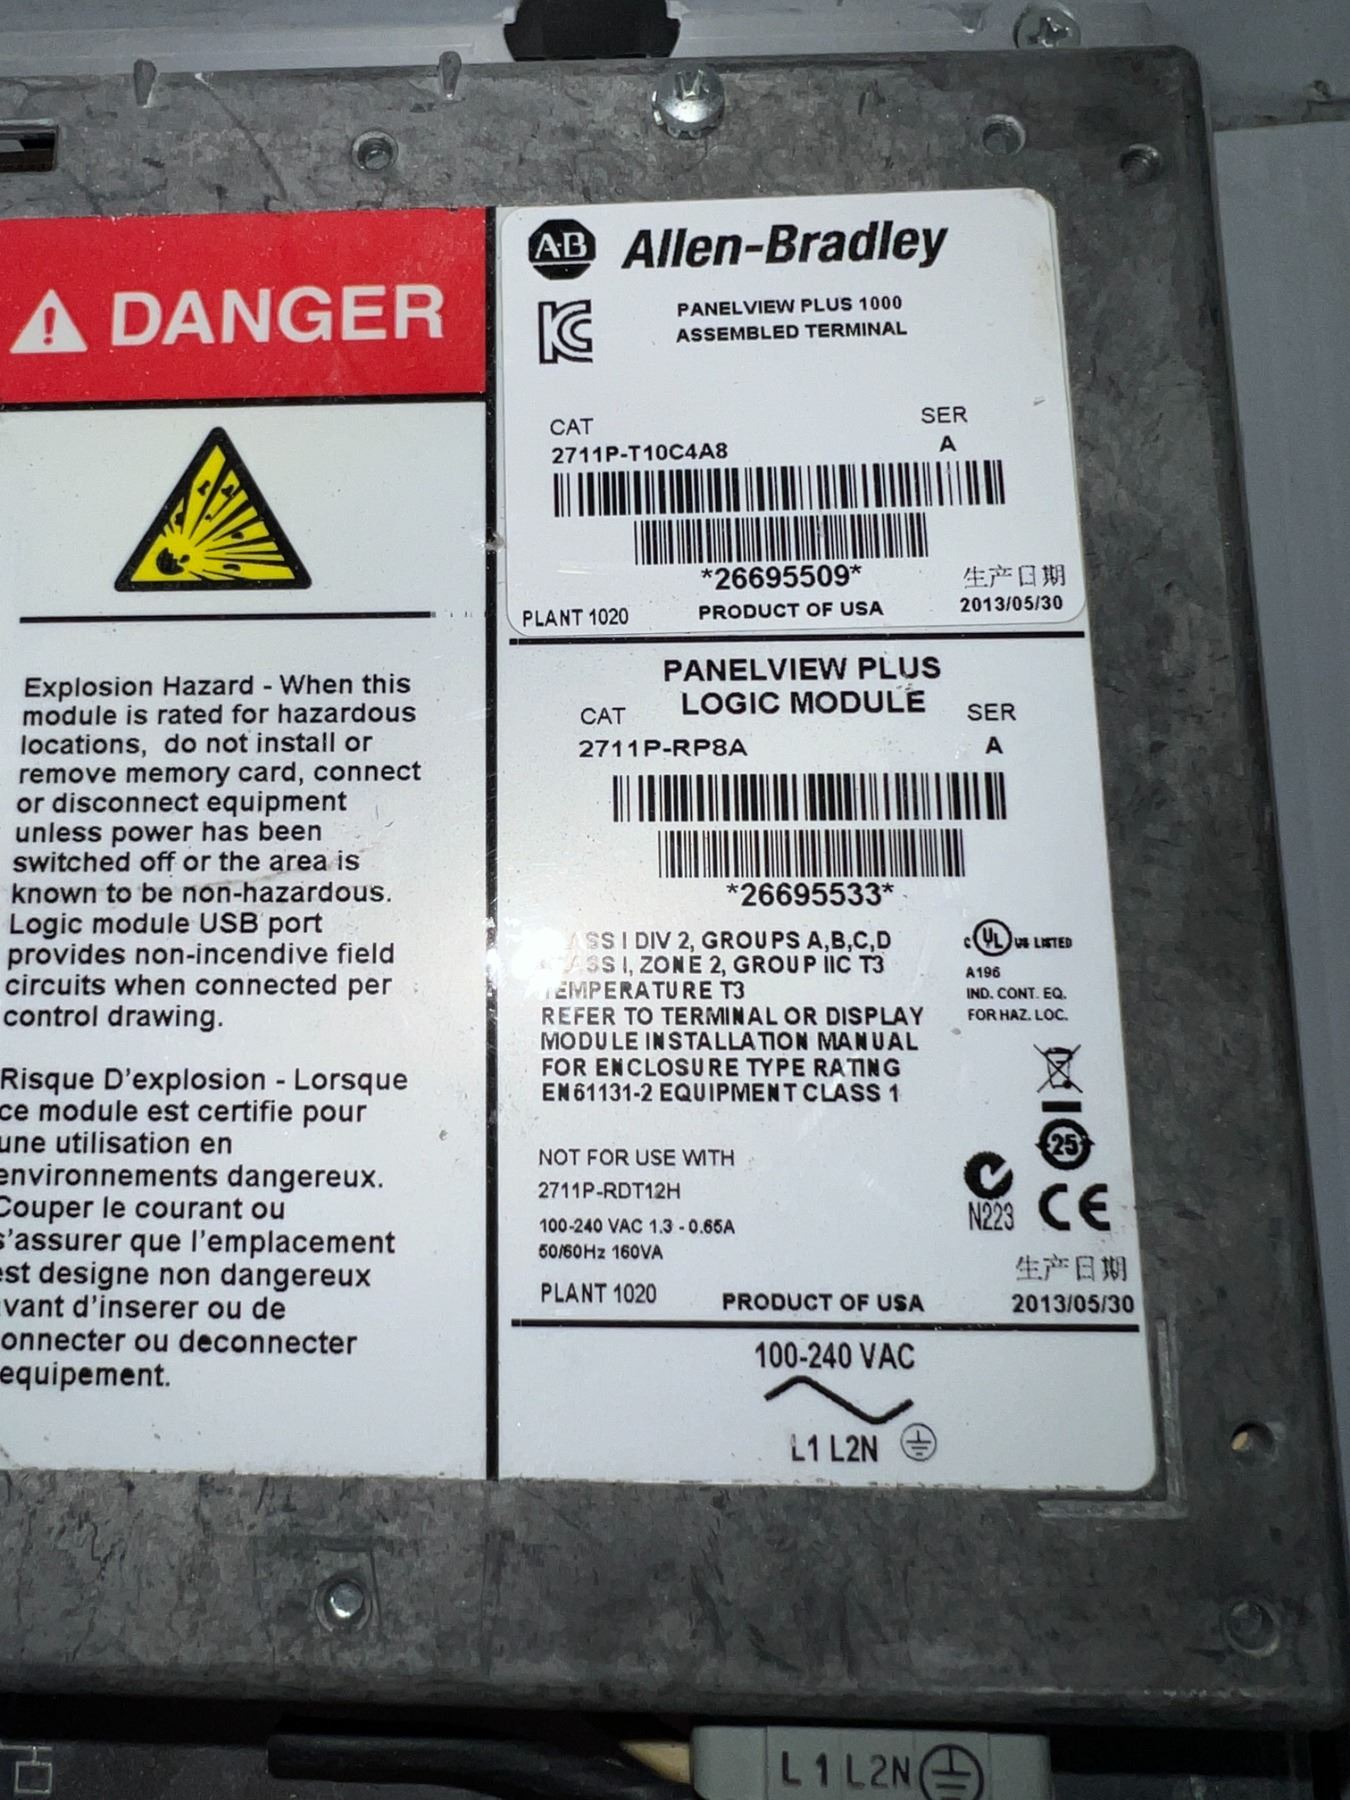 DANGER
Explosion Hazard - When this
module is rated for hazardous
locations, do not install or
remove memory card, connect
or disconnect equipment
unless power has been
switched off or the area is
known to be non-hazardous.
Logic module USB port
provides non-incendive field
circuits when connected per
control drawing.
Risque D'explosion - Lorsque
ce module est certifie pour
une utilisation en
environnements dangereux.
Couper le courant ou
s'assurer que l'emplacement
est designe non dangereux
vant d'inserer ou de
onnecter ou deconnecter
equipement.
A-B Allen-Bradley
PANELVIEW PLUS 1000
ASSEMBLED TERMINAL
CAT SER
2711P-T10C4A8 A
*26695509*
生产日期
PLANT 1020 PRODUCT OF USA 2013/05/30
PANELVIEW PLUS
LOGIC MODULE
CAT SER
2711P-RP8A A
*26695533*
CLASS I DIV 2, GROUPS A,B,C,D
CLASS I, ZONE 2, GROUP IIC T3
TEMPERATURE T3
REFER TO TERMINAL OR DISPLAY
MODULE INSTALLATION MANUAL
FOR ENCLOSURE TYPE RATING
EN61131-2 EQUIPMENT CLASS 1
C UL US LISTED
A196
IND. CONT. EQ.
FOR HAZ. LOC.
25
N223 CE
NOT FOR USE WITH
2711P-RDT12H
100-240 VAC 1.3 - 0.65A
50/60Hz 160VA
生产日期
PLANT 1020 PRODUCT OF USA 2013/05/30
100-240 VAC
L1 L2N
L1 L2N